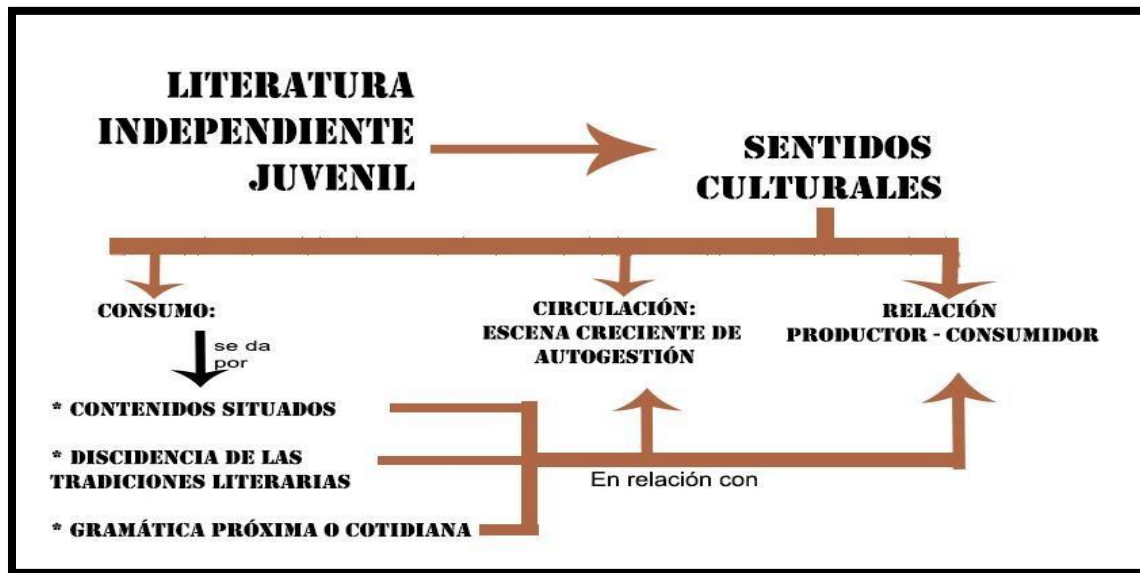 LITERATURA
INDEPENDIENTE
JUVENIL
SENTIDOS
CULTURALES
CONSUMO:
se da
por
CIRCULACIÓN:
ESCENA CRECIENTE DE
AUTOGESTIÓN
RELACIÓN
PRODUCTOR - CONSUMIDOR
* CONTENIDOS SITUADOS
* DISCIDENCIA DE LAS
TRADICIONES LITERARIAS
* GRAMÁTICA PRÓXIMA O COTIDIANA
En relación con